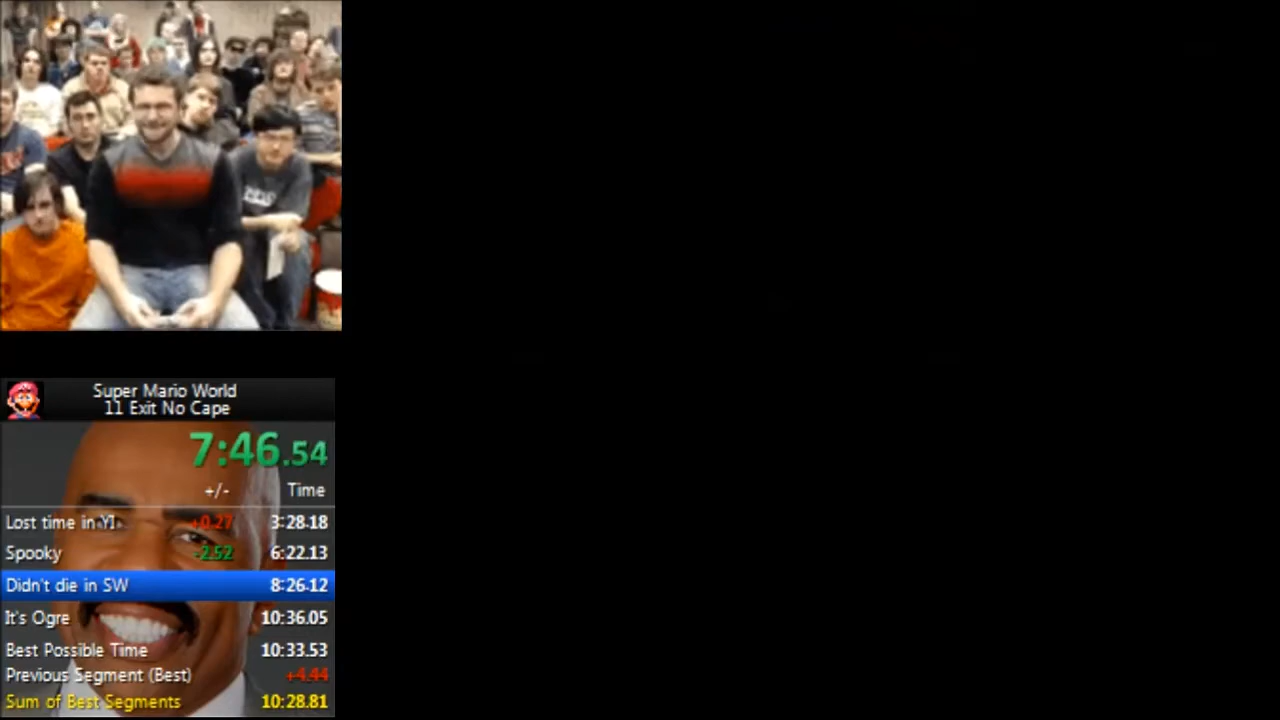 Super Mario World
11 Exit No Cape
7:46.54
+/- Time
Lost time in YI +0.27 3:28.18
Spooky -2.52 6:22.13
Didn't die in SW 8:26.12
It's Ogre 10:36.05
Best Possible Time 10:33.53
Previous Segment (Best) +4.44
Sum of Best Segments 10:28.81